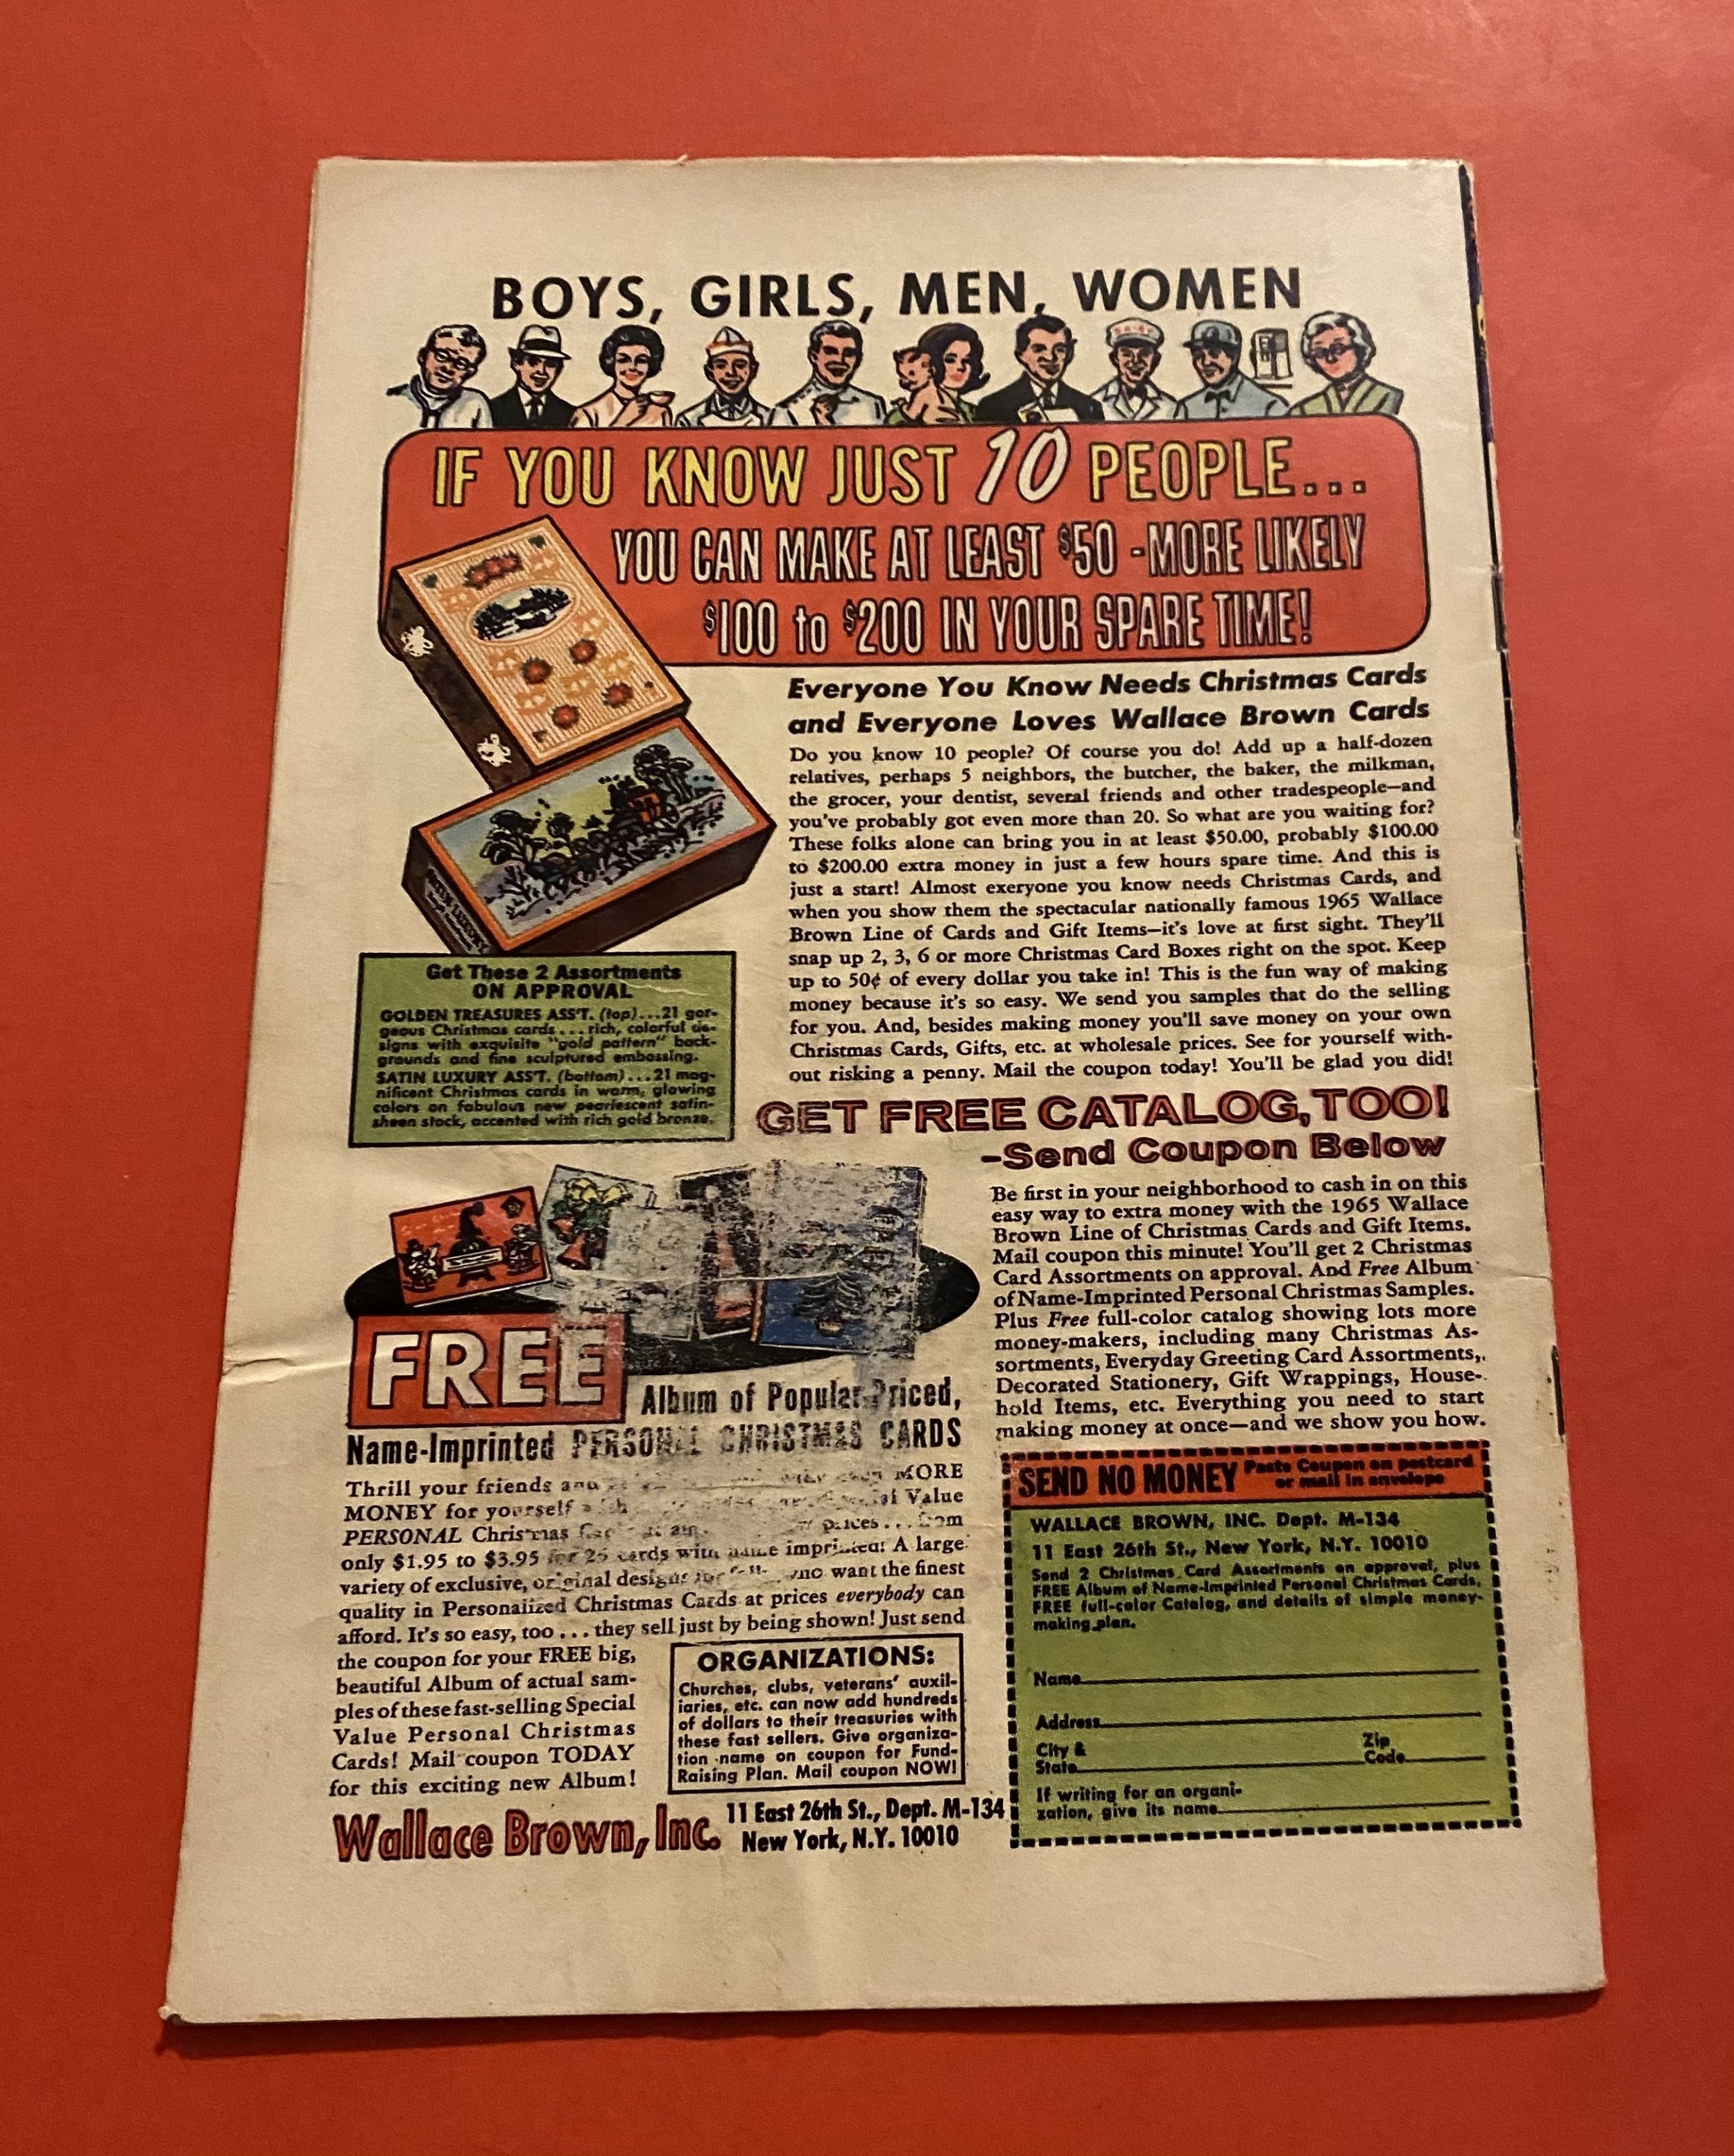 BOYS, GIRLS, MEN, WOMEN
IF YOU KNOW JUST 10 PEOPLE...
YOU CAN MAKE AT LEAST $50 -MORE LIKELY
$100 to $200 IN YOUR SPARE TIME!
Everyone You Know Needs Christmas Cards
and Everyone Loves Wallace Brown Cards
Do you know 10 people? Of course you do! Add up a half-dozen
relatives, perhaps 5 neighbors, the butcher, the baker, the milkman,
the grocer, your dentist, several friends and other tradespeople—and
you've probably got even more than 20. So what are you waiting for?
These folks alone can bring you in at least $50.00, probably $100.00
to $200.00 extra money in just a few hours spare time. And this is
just a start! Almost exeryone you know needs Christmas Cards, and
when you show them the spectacular nationally famous 1965 Wallace
Brown Line of Cards and Gift Items—it's love at first sight. They'll
snap up 2, 3, 6 or more Christmas Card Boxes right on the spot. Keep
up to 50¢ of every dollar you take in! This is the fun way of making
money because it's so easy. We send you samples that do the selling
for you. And, besides making money you'll save money on your own
Christmas Cards, Gifts, etc. at wholesale prices. See for yourself with-
out risking a penny. Mail the coupon today! You'll be glad you did!
Get These 2 Assortments
ON APPROVAL
GOLDEN TREASURES ASS'T. (top)...21 gor-
geous Christmas cards...rich, colorful de-
signs with exquisite "gold pattern" back-
grounds and fine sculptured embossing.
SATIN LUXURY ASS'T. (bottom)...21 mag-
nificent Christmas cards in warm, glowing
colors on fabulous new pearlescent satin-
sheen stock, accented with rich gold bronze.
GET FREE CATALOG, TOO!
-Send Coupon Below
Be first in your neighborhood to cash in on this
easy way to extra money with the 1965 Wallace
Brown Line of Christmas Cards and Gift Items.
Mail coupon this minute! You'll get 2 Christmas
Card Assortments on approval. And Free Album
of Name-Imprinted Personal Christmas Samples.
Plus Free full-color catalog showing lots more
money-makers, including many Christmas As-
sortments, Everyday Greeting Card Assortments,
Decorated Stationery, Gift Wrappings, House-
hold Items, etc. Everything you need to start
making money at once—and we show you how.
FREE
Album of Popular-Priced,
Name-Imprinted PERSONAL CHRISTMAS CARDS
Thrill your friends and MORE
MONEY for yourself Value
PERSONAL Christmas prices...from
only $1.95 to $3.95 for 25 cards with name imprinted! A large
variety of exclusive, original designs who want the finest
quality in Personalized Christmas Cards at prices everybody can
afford. It's so easy, too...they sell just by being shown! Just send
the coupon for your FREE big,
beautiful Album of actual sam-
ples of these fast-selling Special
Value Personal Christmas
Cards! Mail coupon TODAY
for this exciting new Album!
ORGANIZATIONS:
Churches, clubs, veterans' auxil-
iaries, etc. can now add hundreds
of dollars to their treasuries with
these fast sellers. Give organiza-
tion name on coupon for Fund-
Raising Plan. Mail coupon NOW!
Wallace Brown, Inc.
11 East 26th St., Dept. M-134
New York, N.Y. 10010
SEND NO MONEY
Paste Coupon on postcard
or mail in envelope
WALLACE BROWN, INC. Dept. M-134
11 East 26th St., New York, N.Y. 10010
Send 2 Christmas Card Assortments on approval, plus
FREE Album of Name-Imprinted Personal Christmas Cards,
FREE full-color Catalog, and details of simple money-
making plan.
Name
Address
City &
State
Zip
Code
If writing for an organi-
zation, give its name